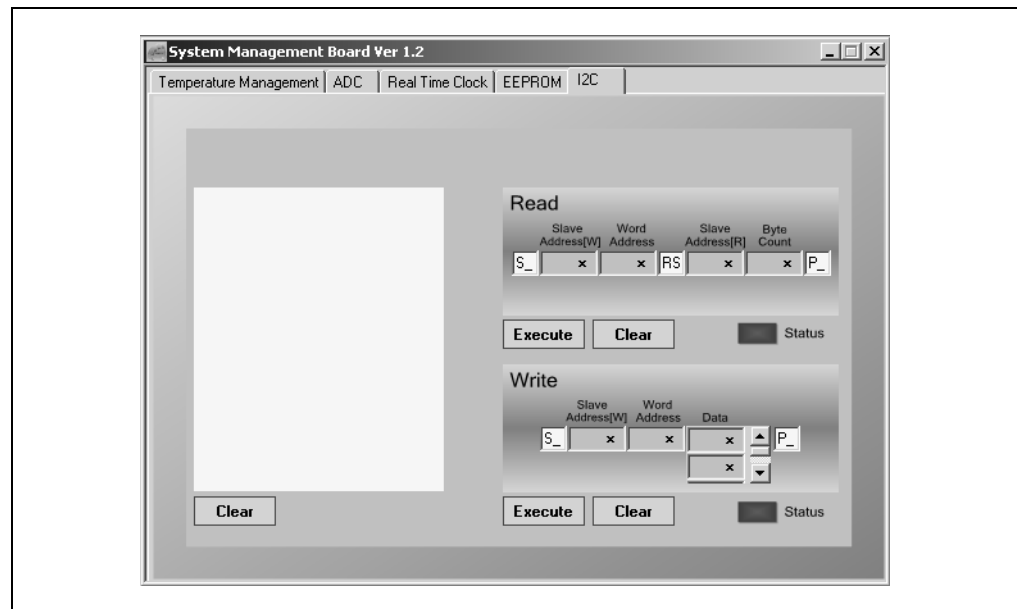 System Management Board Ver 1.2
Temperature Management ADC Real Time Clock EEPROM I2C
Read
Slave Address[W] Word Address Slave Address[R] Byte Count
S_ x x RS x x P_
Execute Clear Status
Write
Slave Address[W] Word Address Data
S_ x x x P_
x
Clear Execute Clear Status